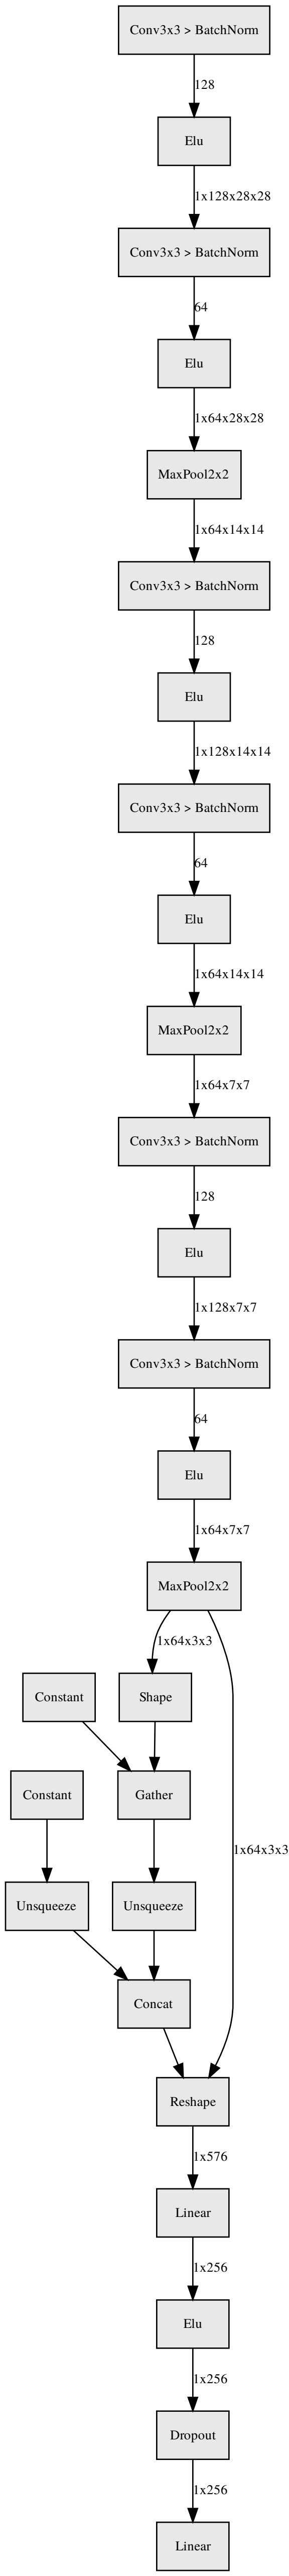 Conv3x3 > BatchNorm
128
Elu
1x128x28x28
Conv3x3 > BatchNorm
64
Elu
1x64x28x28
MaxPool2x2
1x64x14x14
Conv3x3 > BatchNorm
128
Elu
1x128x14x14
Conv3x3 > BatchNorm
64
Elu
1x64x14x14
MaxPool2x2
1x64x7x7
Conv3x3 > BatchNorm
128
Elu
1x128x7x7
Conv3x3 > BatchNorm
64
Elu
1x64x7x7
MaxPool2x2
1x64x3x3
Constant
Shape
Constant
Gather
1x64x3x3
Unsqueeze
Unsqueeze
Concat
Reshape
1x576
Linear
1x256
Elu
1x256
Dropout
1x256
Linear